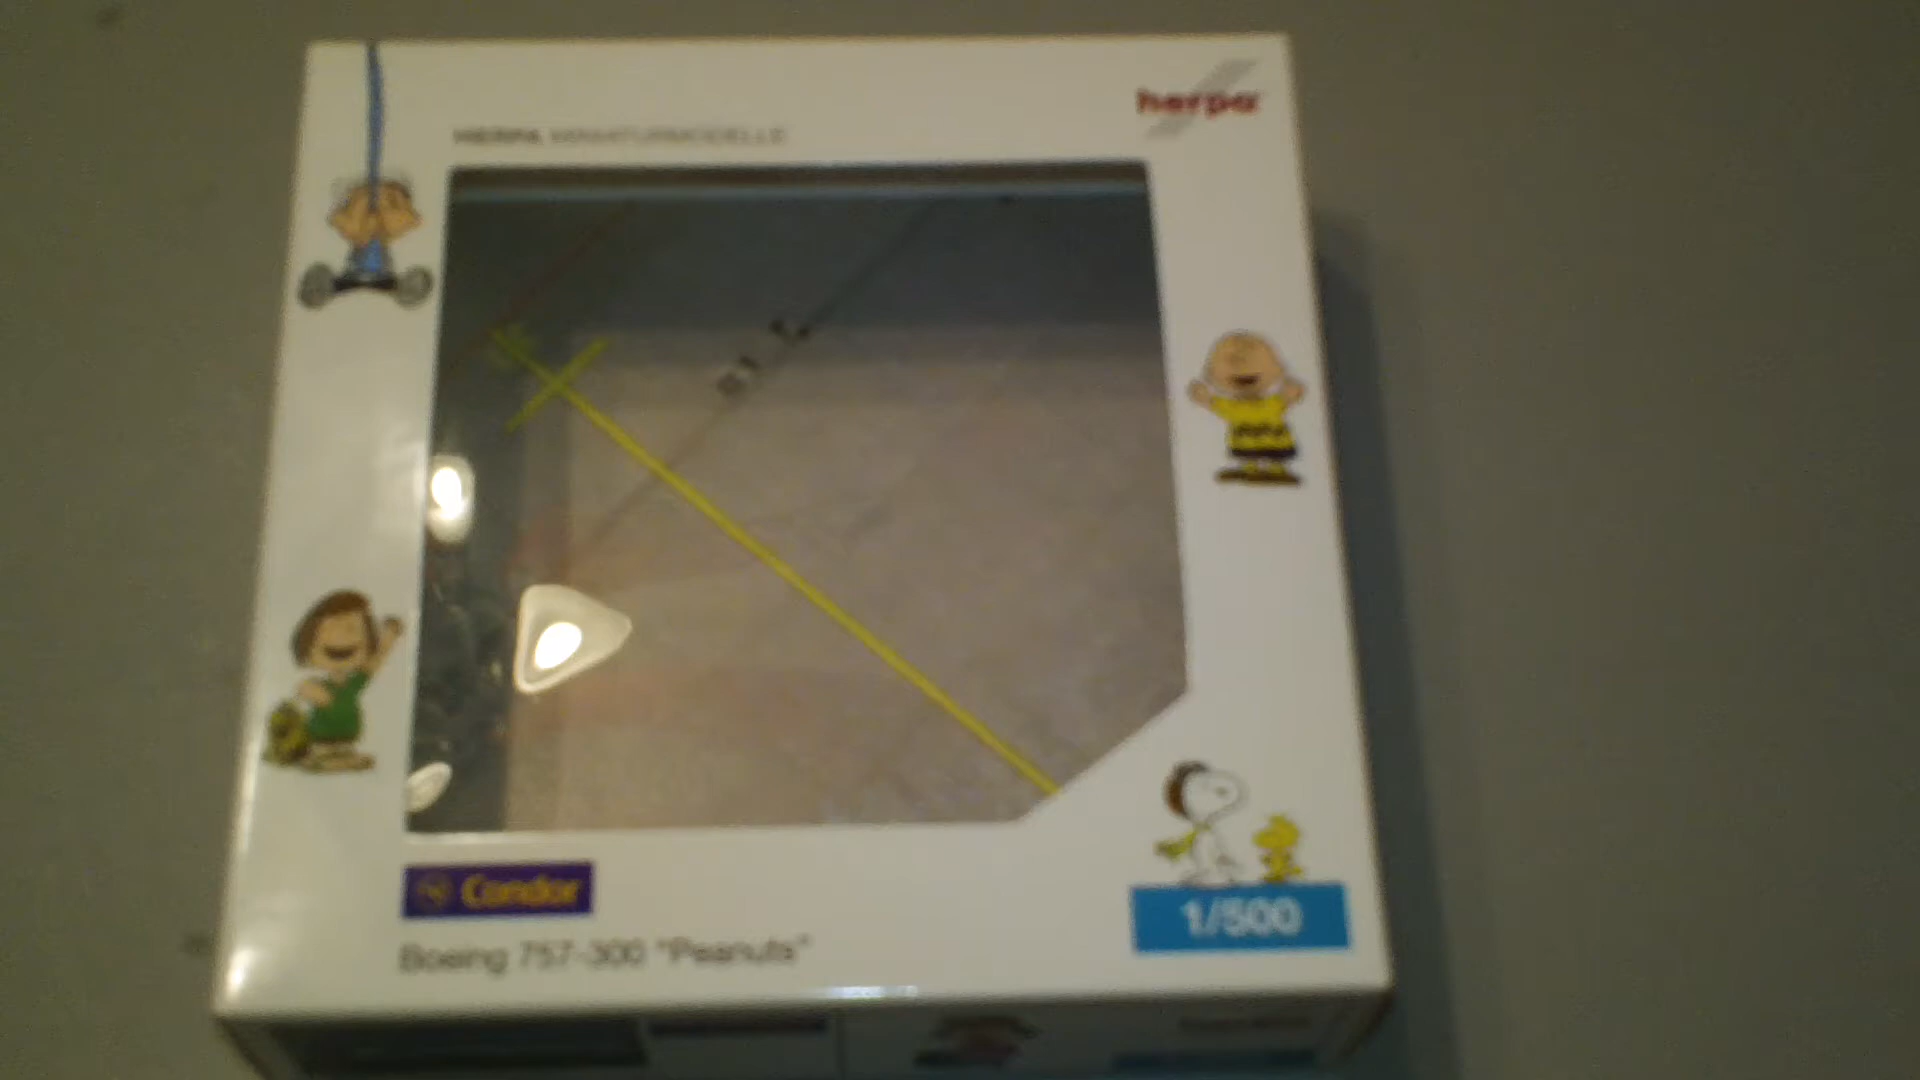 herpa
HERPA MINIATURMODELLE
Condor
1/500
Boeing 757-300 "Peanuts"